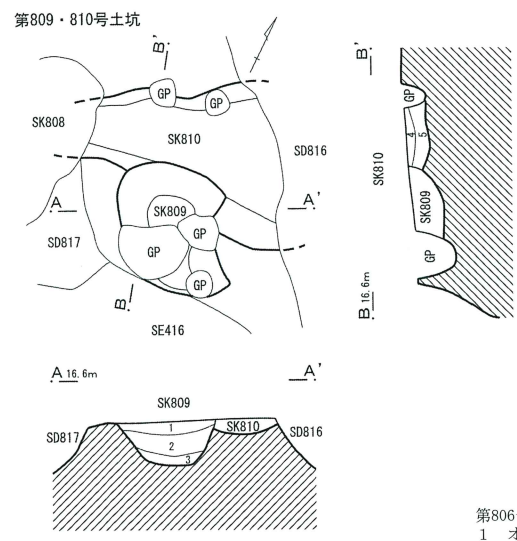 第809・810号土坑
B'
GP
GP
SK808
SK810
SD816
A
A'
SK809
GP
GP
GP
SD817
B
SE416
B'
GP
4
5
SK810
SK809
GP
B 16.6m
A 16.6m
A'
SK809
SD817
1
SK810
SD816
2
3
第806
1